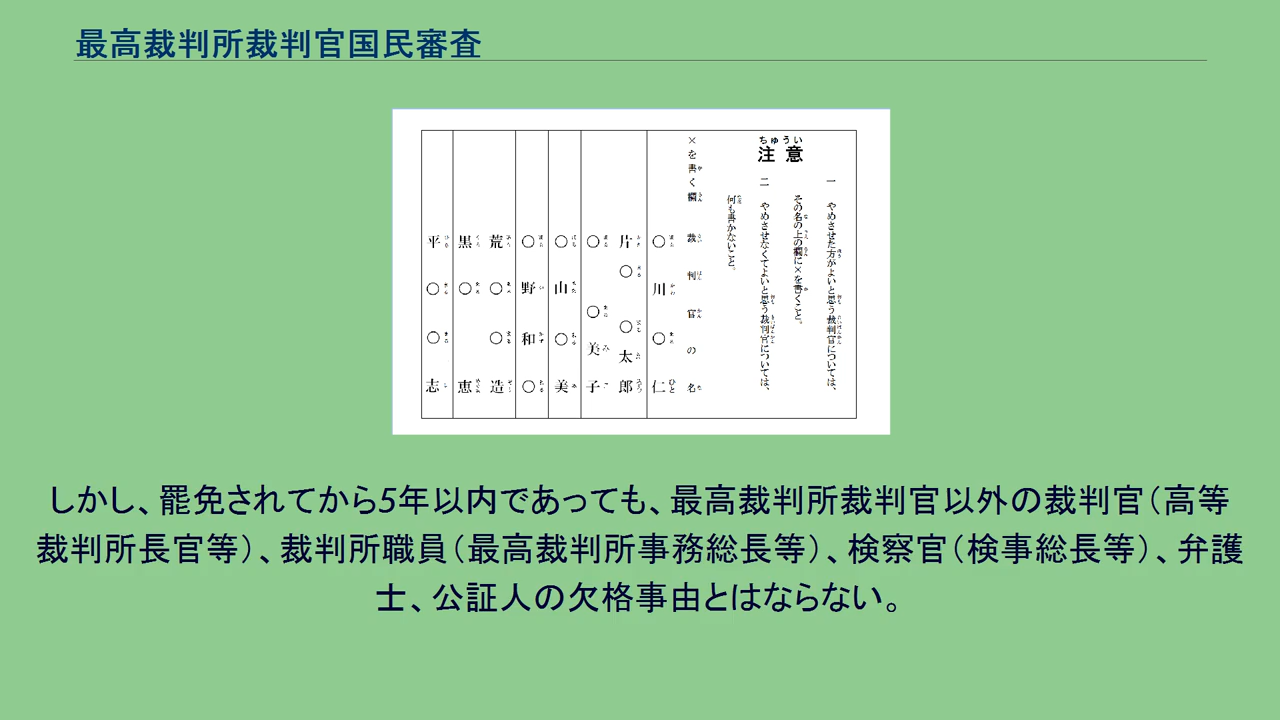 最高裁判所裁判官国民審査
ちゅうい
注意
一 やめさせた方がよいと思う裁判官については、
その名の上の欄に×を書くこと。
二 やめさせなくてよいと思う裁判官については、
何も書かないこと。
×を書く欄 裁判官の名
○川○仁
片○○太郎
○○美子
○山○美
○野和○
荒○○造
黒○恵
平○○志
しかし、罷免されてから5年以内であっても、最高裁判所裁判官以外の裁判官（高等
裁判所長官等）、裁判所職員（最高裁判所事務総長等）、検察官（検事総長等）、弁護
士、公証人の欠格事由とはならない。